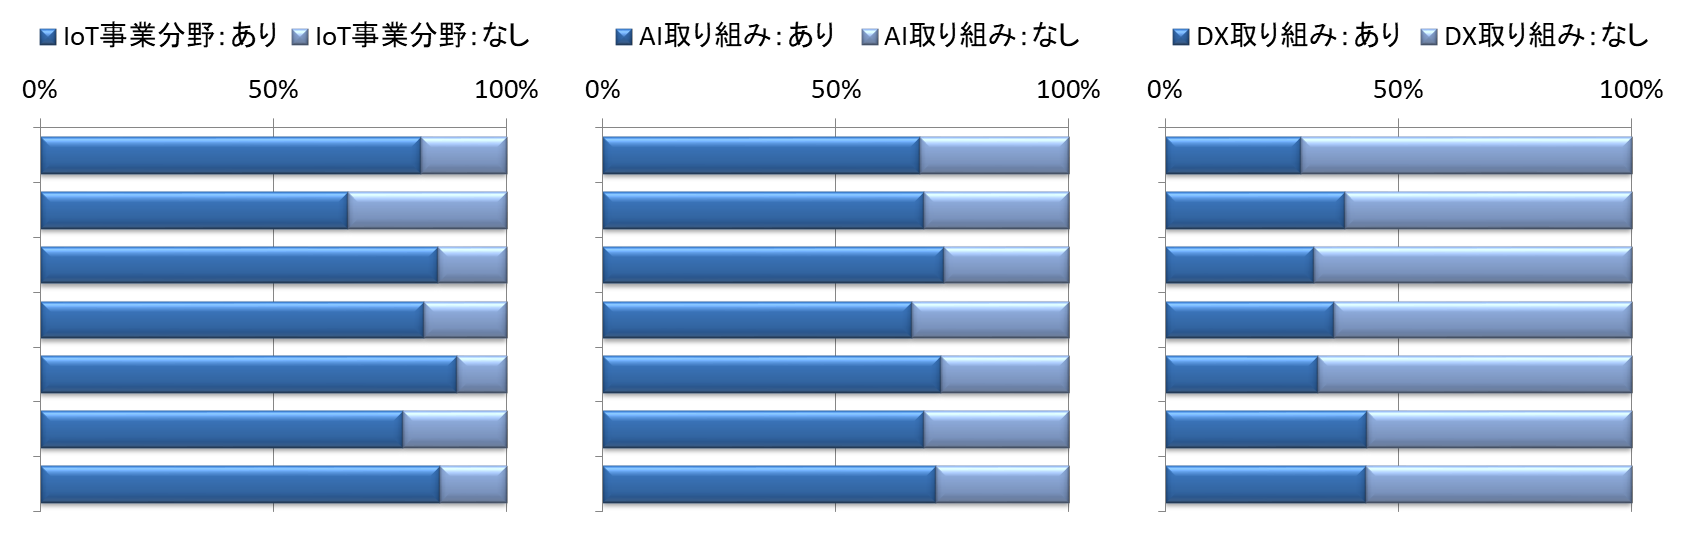 IoT事業分野：あり IoT事業分野：なし
0% 50% 100%
AI取り組み：あり AI取り組み：なし
0% 50% 100%
DX取り組み：あり DX取り組み：なし
0% 50% 100%